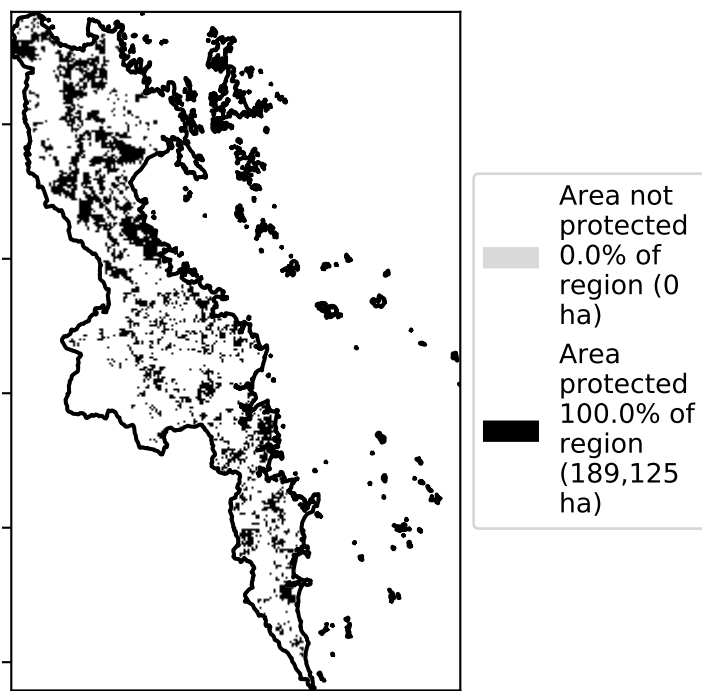 Area not
protected
0.0% of
region (0
ha)
Area
protected
100.0% of
region
(189,125
ha)